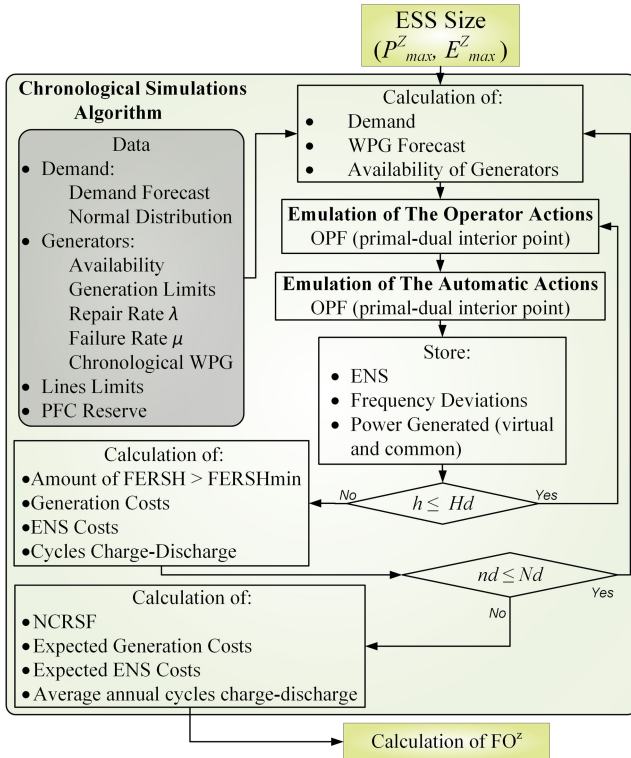 ESS Size
(P^Z_max, E^Z_max)
Chronological Simulations
Algorithm
Data
• Demand:
Demand Forecast
Normal Distribution
• Generators:
Availability
Generation Limits
Repair Rate λ
Failure Rate μ
Chronological WPG
• Lines Limits
• PFC Reserve
Calculation of:
• Demand
• WPG Forecast
• Availability of Generators
Emulation of The Operator Actions
OPF (primal-dual interior point)
Emulation of The Automatic Actions
OPF (primal-dual interior point)
Store:
• ENS
• Frequency Deviations
• Power Generated (virtual
and common)
No
h ≤ Hd
Yes
Calculation of:
•Amount of FERSH > FERSHmin
•Generation Costs
•ENS Costs
•Cycles Charge-Discharge
nd ≤ Nd
Yes
No
Calculation of:
•NCRSF
•Expected Generation Costs
•Expected ENS Costs
•Average annual cycles charge-discharge
Calculation of FO^z